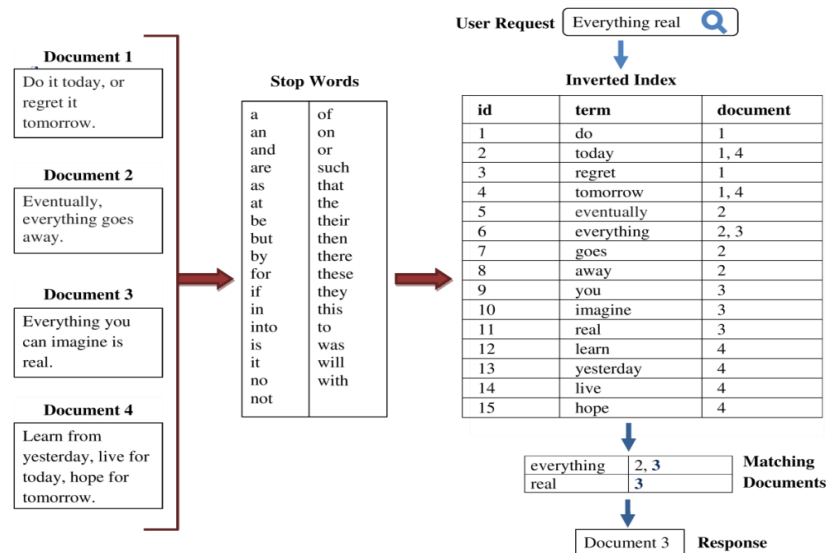 Document 1
Do it today, or
regret it
tomorrow.
Document 2
Eventually,
everything goes
away.
Document 3
Everything you
can imagine is
real.
Document 4
Learn from
yesterday, live for
today, hope for
tomorrow.
Stop Words
a of
an on
and or
are such
as that
at the
be their
but then
by there
for these
if they
in this
into to
is was
it will
no with
not
User Request Everything real
Inverted Index
id term document
1 do 1
2 today 1, 4
3 regret 1
4 tomorrow 1, 4
5 eventually 2
6 everything 2, 3
7 goes 2
8 away 2
9 you 3
10 imagine 3
11 real 3
12 learn 4
13 yesterday 4
14 live 4
15 hope 4
everything 2, 3
real 3
Matching
Documents
Document 3 Response